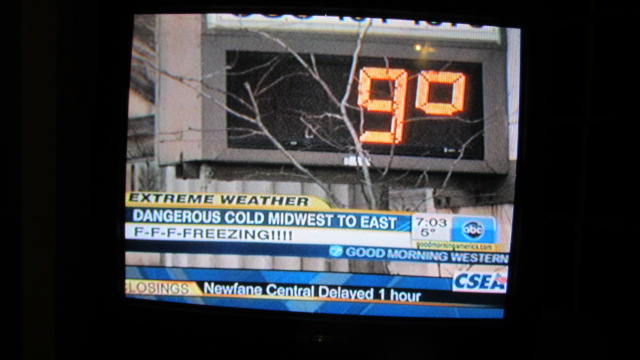 9°
EXTREME WEATHER
DANGEROUS COLD MIDWEST TO EAST
F-F-F-FREEZING!!!!
7:03
5°
abc
goodmorningamerica.com
GOOD MORNING WESTERN
CSEA
LOSINGS Newfane Central Delayed 1 hour